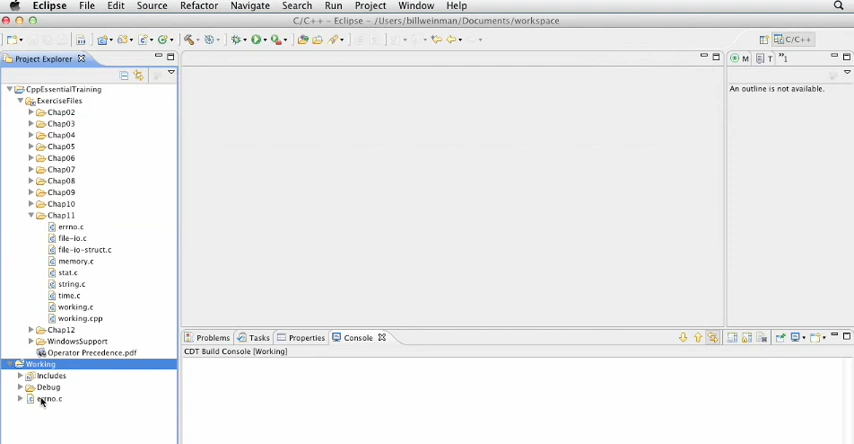 Eclipse File Edit Source Refactor Navigate Search Run Project Window Help
C/C++ - Eclipse - /Users/billweinman/Documents/workspace
C/C++
Project Explorer
M T »1
An outline is not available.
CppEssentialTraining
ExerciseFiles
Chap02
Chap03
Chap04
Chap05
Chap06
Chap07
Chap08
Chap09
Chap10
Chap11
errno.c
file-io.c
file-io-struct.c
memory.c
stat.c
string.c
time.c
working.c
working.cpp
Chap12
WindowsSupport
Operator Precedence.pdf
Working
Includes
Debug
errno.c
Problems Tasks Properties Console
CDT Build Console [Working]